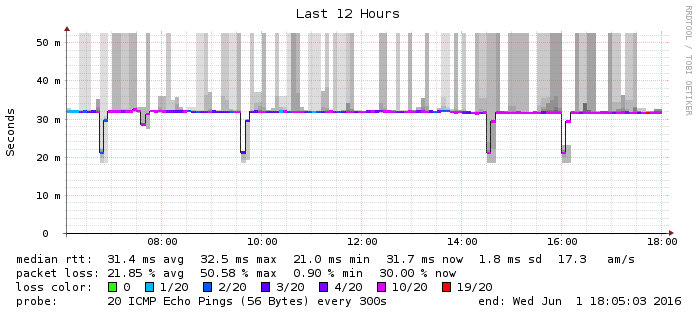 Last 12 Hours
RRDTOOL / TOBI OETIKER
Seconds
50 m
40 m
30 m
20 m
10 m
0
08:00 10:00 12:00 14:00 16:00 18:00
median rtt: 31.4 ms avg 32.5 ms max 21.0 ms min 31.7 ms now 1.8 ms sd 17.3 am/s
packet loss: 21.85 % avg 50.58 % max 0.90 % min 30.00 % now
loss color: 0 1/20 2/20 3/20 4/20 10/20 19/20
probe: 20 ICMP Echo Pings (56 Bytes) every 300s end: Wed Jun 1 18:05:03 2016